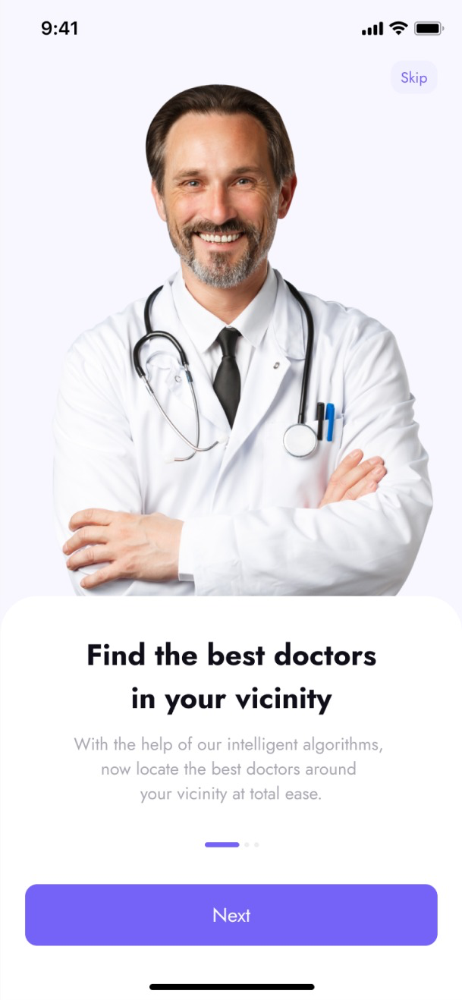 9:41
Skip
Find the best doctors
in your vicinity
With the help of our intelligent algorithms,
now locate the best doctors around
your vicinity at total ease.
Next